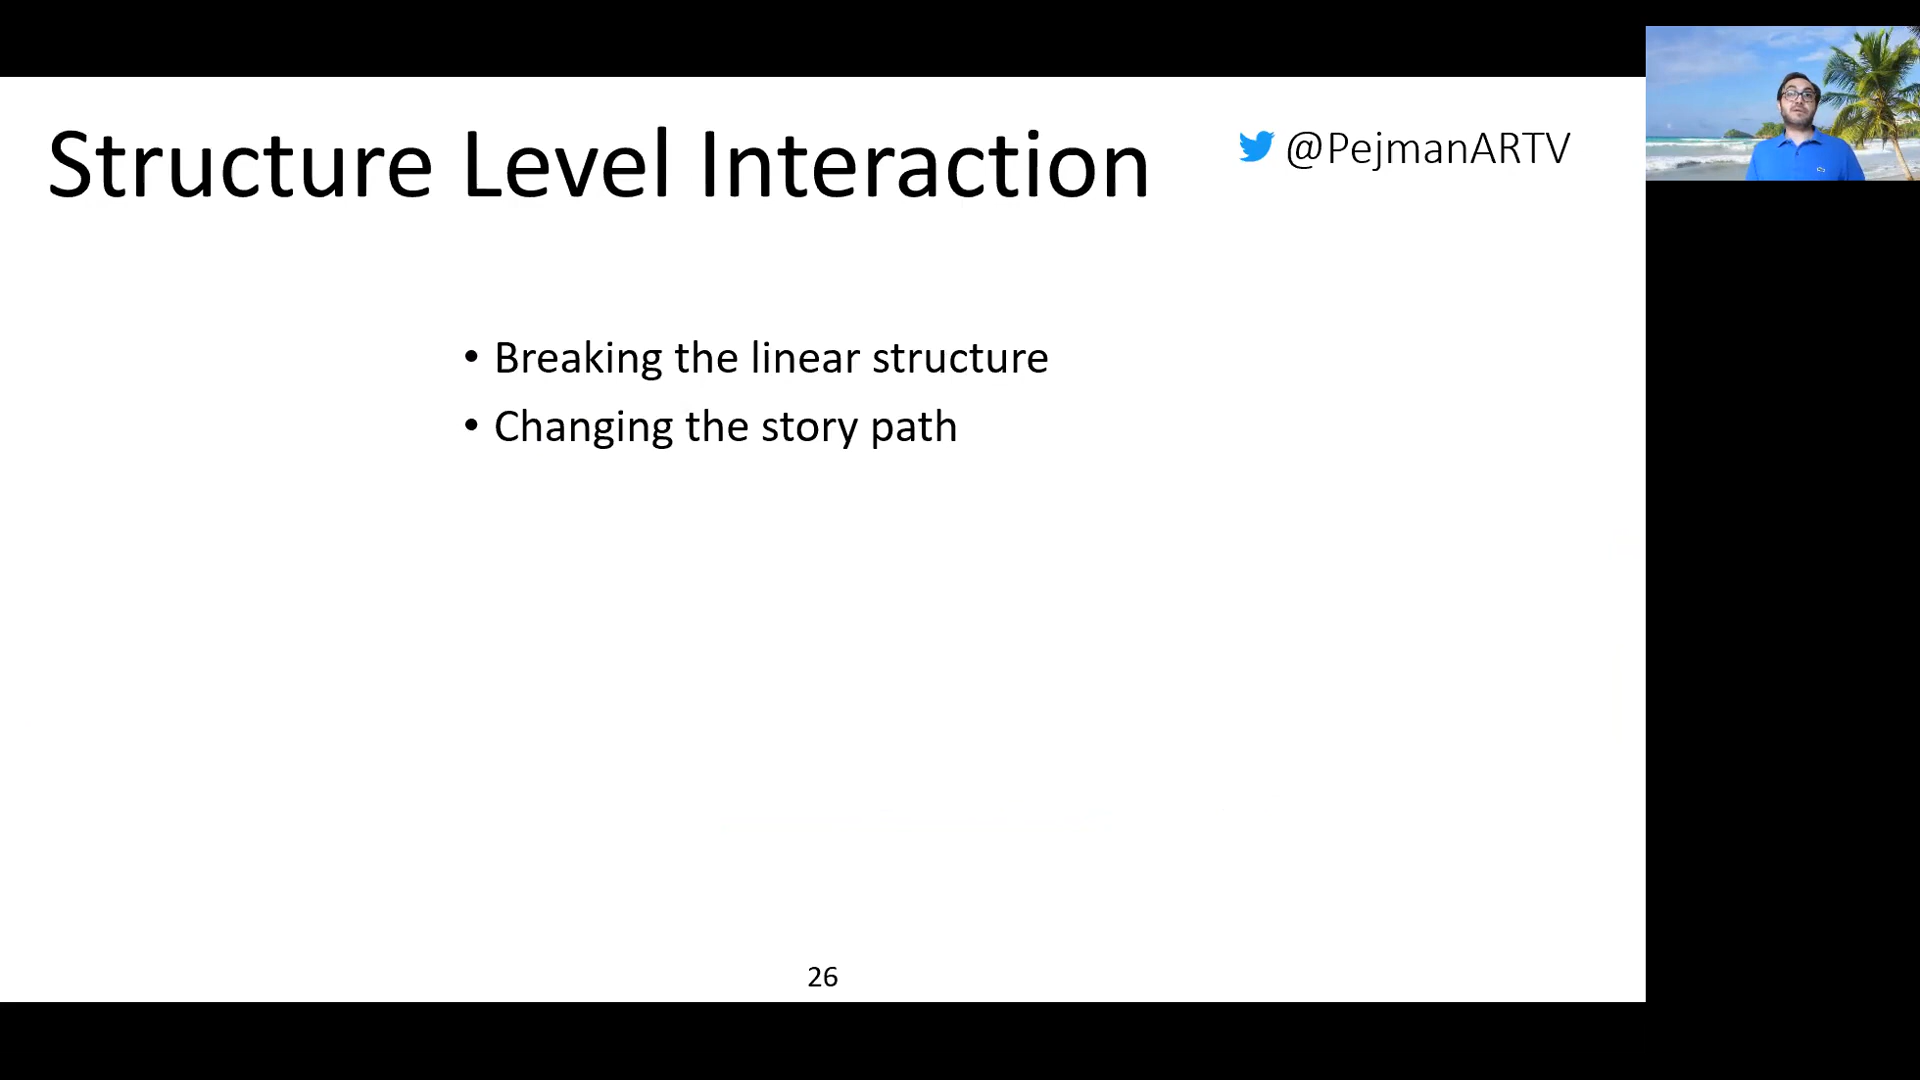 Structure Level Interaction
@PejmanARTV
• Breaking the linear structure
• Changing the story path
26